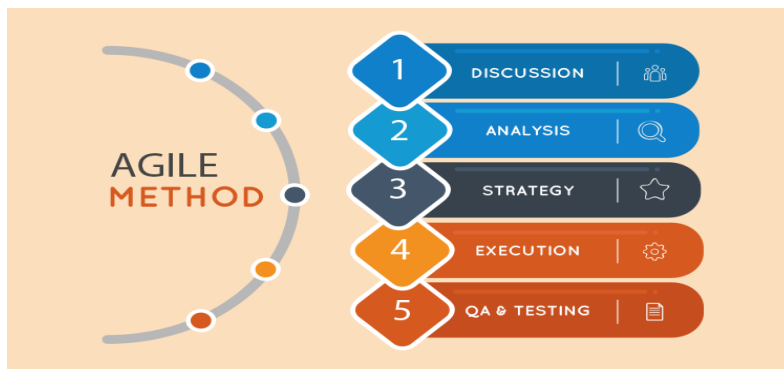 AGILE
METHOD
1 DISCUSSION
2 ANALYSIS
3 STRATEGY
4 EXECUTION
5 QA & TESTING